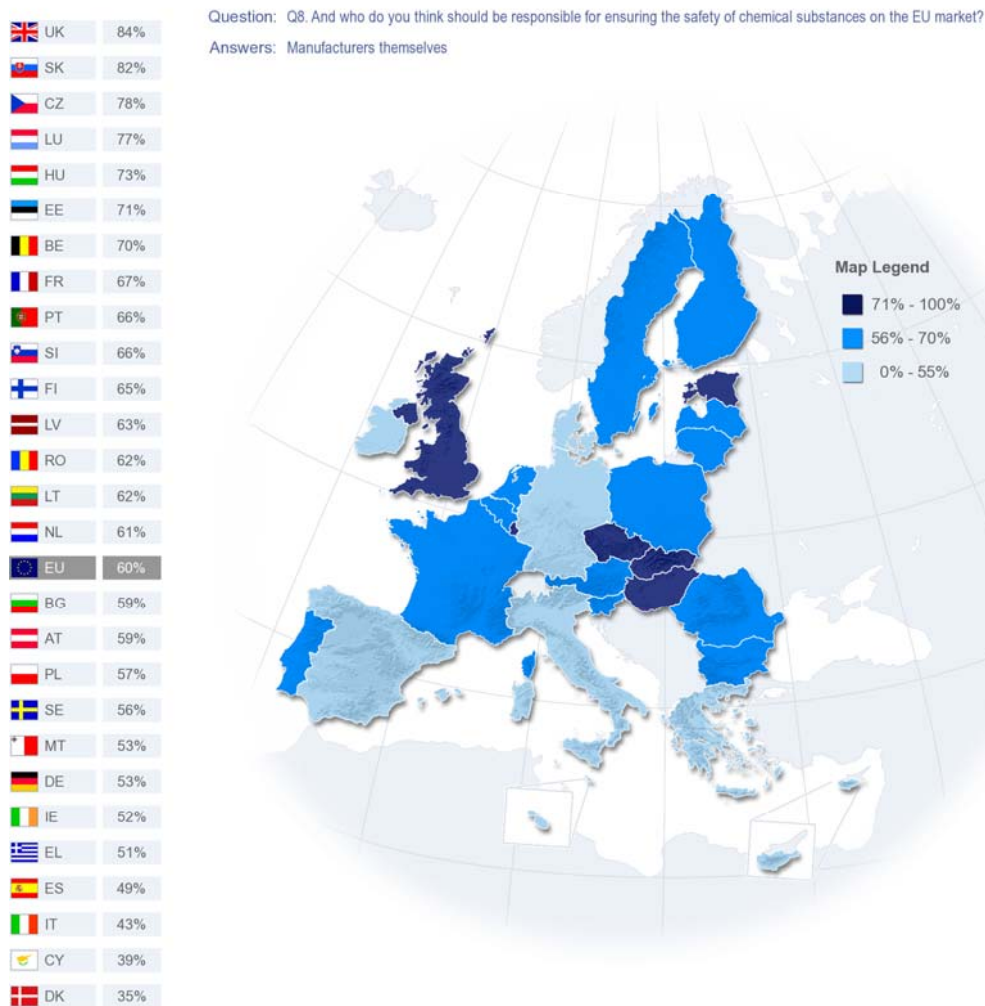 Question: Q8. And who do you think should be responsible for ensuring the safety of chemical substances on the EU market?
Answers: Manufacturers themselves
UK 84%
SK 82%
CZ 78%
LU 77%
HU 73%
EE 71%
BE 70%
FR 67%
PT 66%
SI 66%
FI 65%
LV 63%
RO 62%
LT 62%
NL 61%
EU 60%
BG 59%
AT 59%
PL 57%
SE 56%
MT 53%
DE 53%
IE 52%
EL 51%
ES 49%
IT 43%
CY 39%
DK 35%
Map Legend
71% - 100%
56% - 70%
0% - 55%